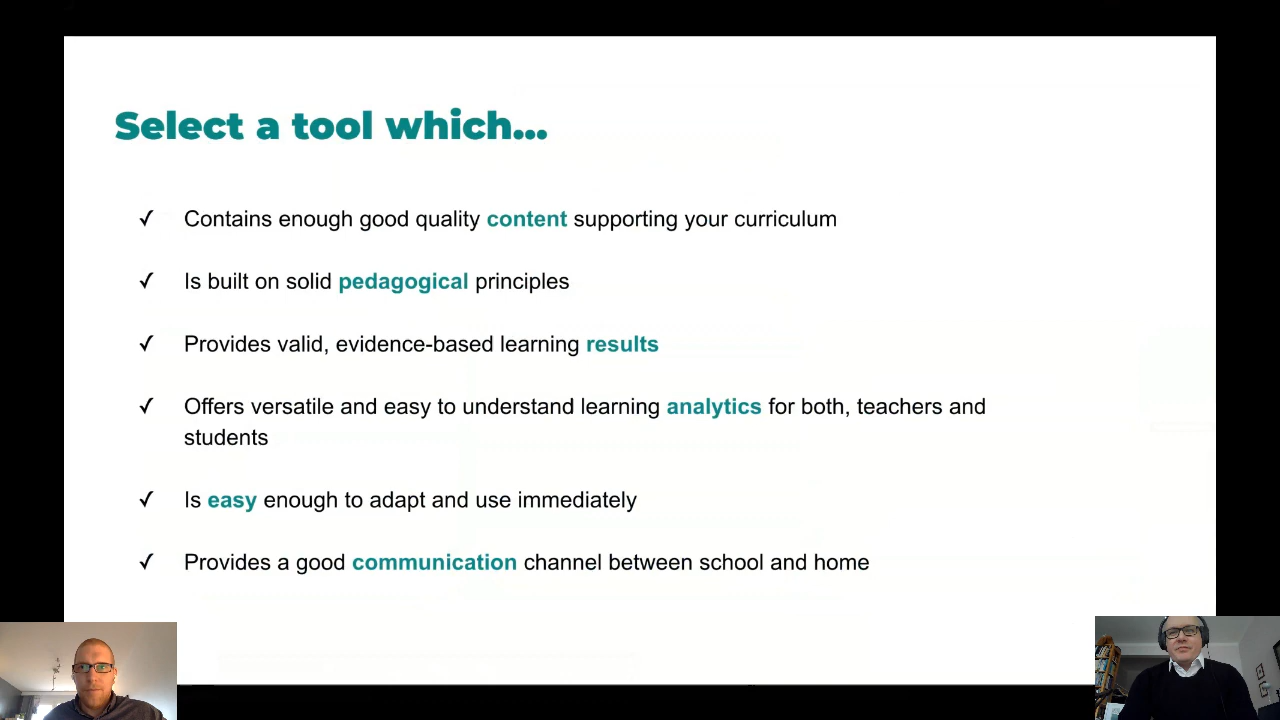 Select a tool which...
✓ Contains enough good quality content supporting your curriculum
✓ Is built on solid pedagogical principles
✓ Provides valid, evidence-based learning results
✓ Offers versatile and easy to understand learning analytics for both, teachers and
students
✓ Is easy enough to adapt and use immediately
✓ Provides a good communication channel between school and home